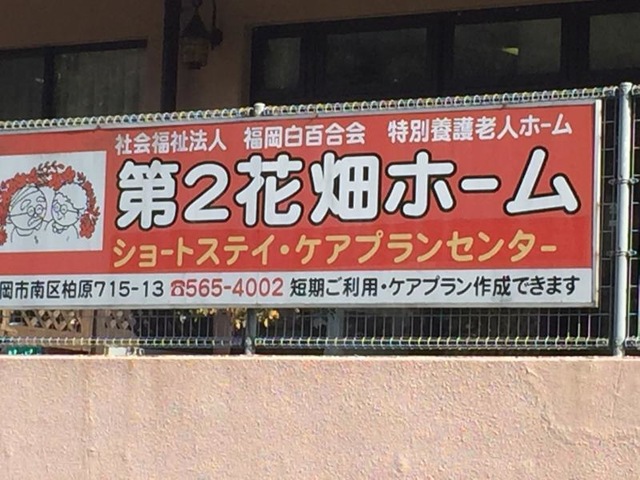 社会福祉法人 福岡白百合会 特別養護老人ホーム
第2花畑ホーム
ショートステイ・ケアプランセンター
岡市南区柏原715-13 ☎565-4002 短期ご利用・ケアプラン作成できます